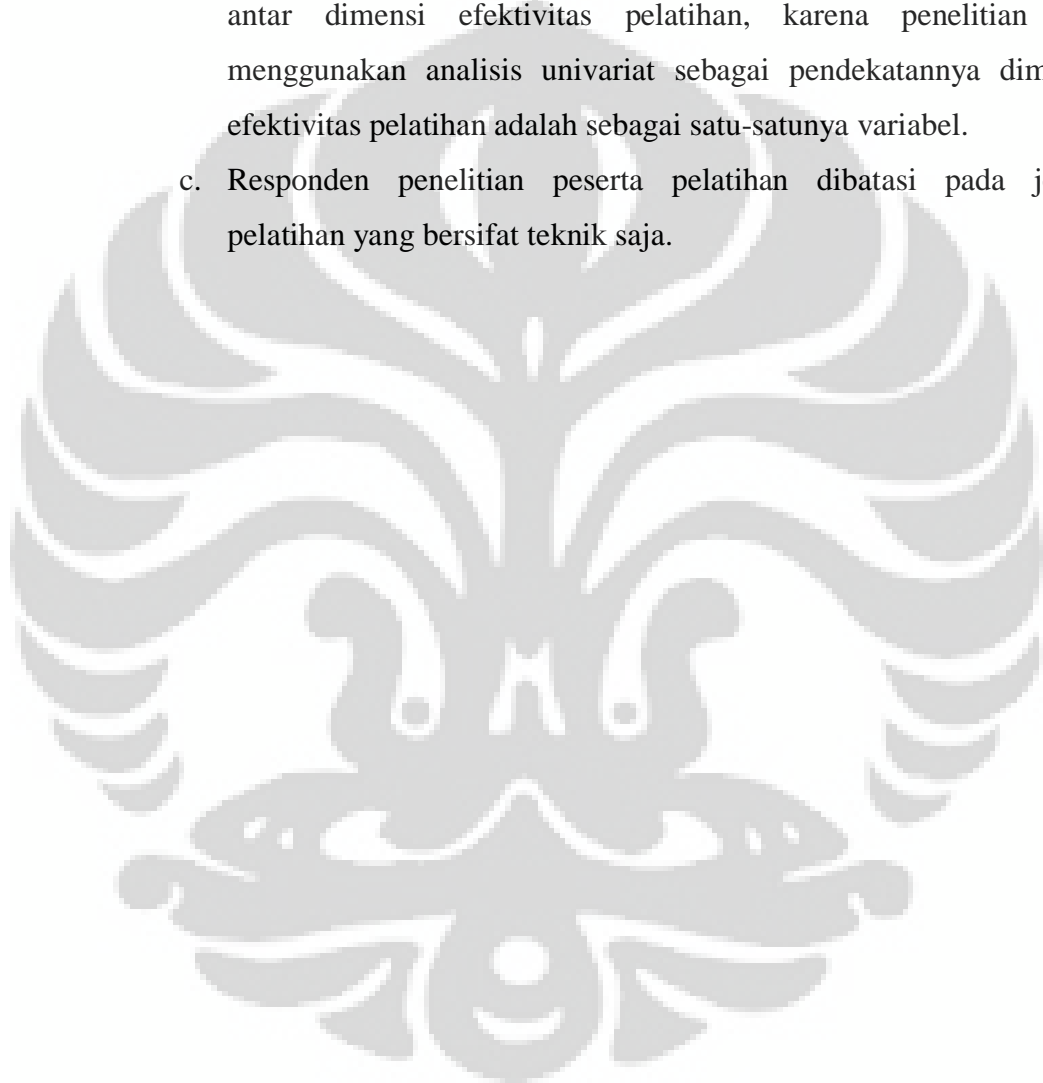 antar dimensi efektivitas pelatihan, karena penelitian
menggunakan analisis univariat sebagai pendekatannya
efektivitas pelatihan adalah sebagai satu-satunya variabel.
c. Responden penelitian peserta pelatihan dibatasi pada
pelatihan yang bersifat teknik saja.